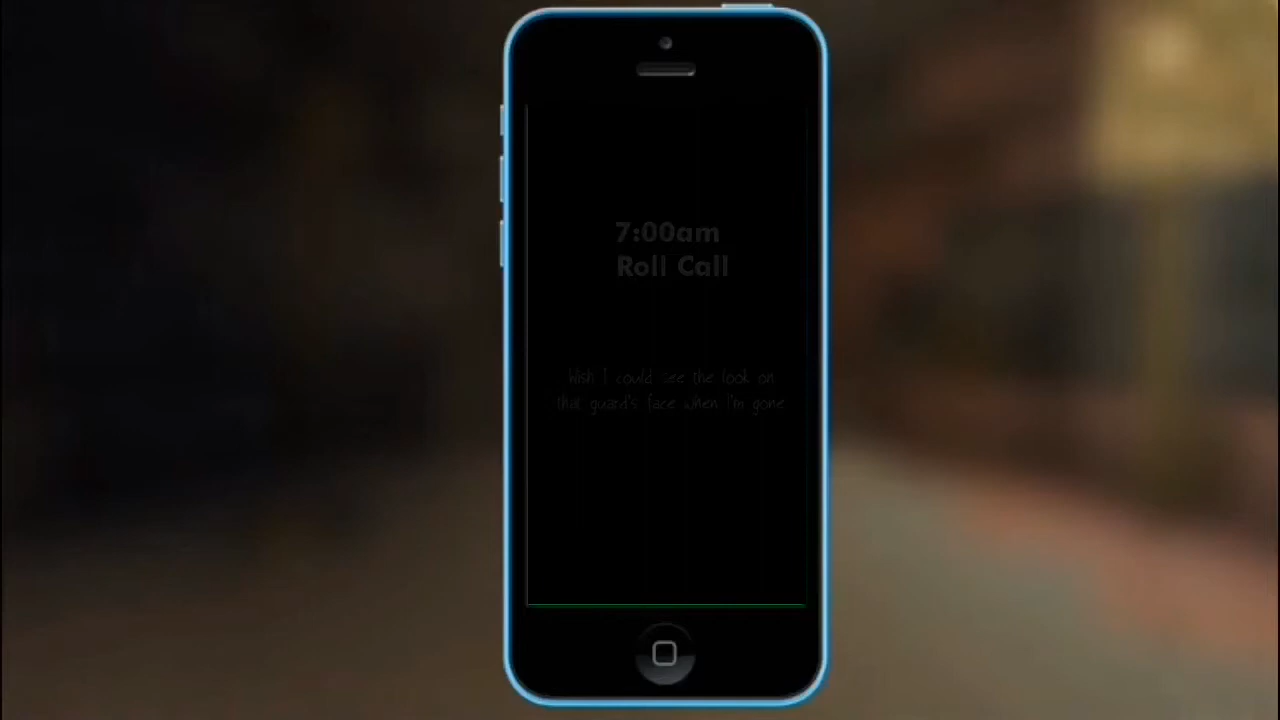 7:00am
Roll Call
Wish I could see the look on
that guard's face when I'm gone